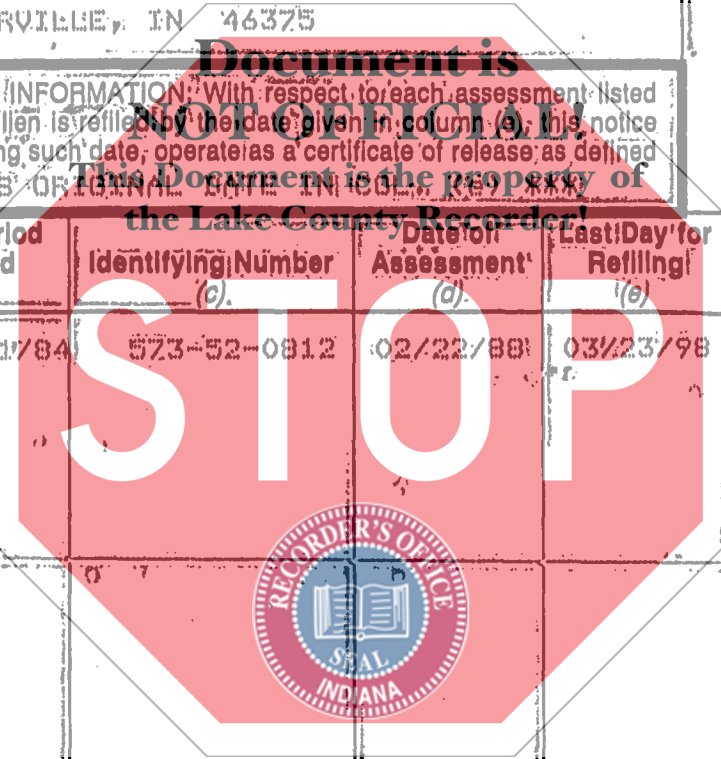 RVILLE, IN 46375
Document is
INFORMATION: With respect to each assessment listed
NOT OFFICIAL!
lien is refiled by the date given in column (e), this notice
ng such date, operate as a certificate of release as defined
This Document is the property of
the Lake County Recorder!
Identifying Number
(c)
Assessment
(d)
Last Day for
Refiling
(e)
1/84 573-52-0812 02/22/88 03/23/98
STOP
RECORDER'S OFFICE
SEAL
INDIANA